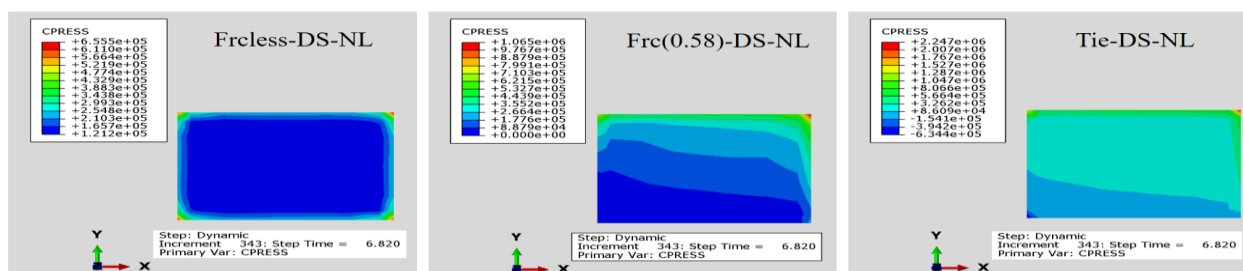 CPRESS
+6.555e+05
+6.110e+05
+5.664e+05
+5.219e+05
+4.774e+05
+4.329e+05
+3.883e+05
+3.438e+05
+2.993e+05
+2.548e+05
+2.103e+05
+1.657e+05
+1.212e+05
Frcless-DS-NL
Y
X
Step: Dynamic
Increment 343: Step Time = 6.820
Primary Var: CPRESS
CPRESS
+1.065e+06
+9.767e+05
+8.879e+05
+7.991e+05
+7.103e+05
+6.215e+05
+5.327e+05
+4.439e+05
+3.552e+05
+2.664e+05
+1.776e+05
+8.879e+04
+0.000e+00
Frc(0.58)-DS-NL
Y
X
Step: Dynamic
Increment 343: Step Time = 6.820
Primary Var: CPRESS
CPRESS
+2.247e+06
+2.007e+06
+1.767e+06
+1.527e+06
+1.287e+06
+1.047e+06
+8.066e+05
+5.664e+05
+3.262e+05
+8.609e+04
-1.541e+05
-3.942e+05
-6.344e+05
Tie-DS-NL
Y
X
Step: Dynamic
Increment 343: Step Time = 6.820
Primary Var: CPRESS